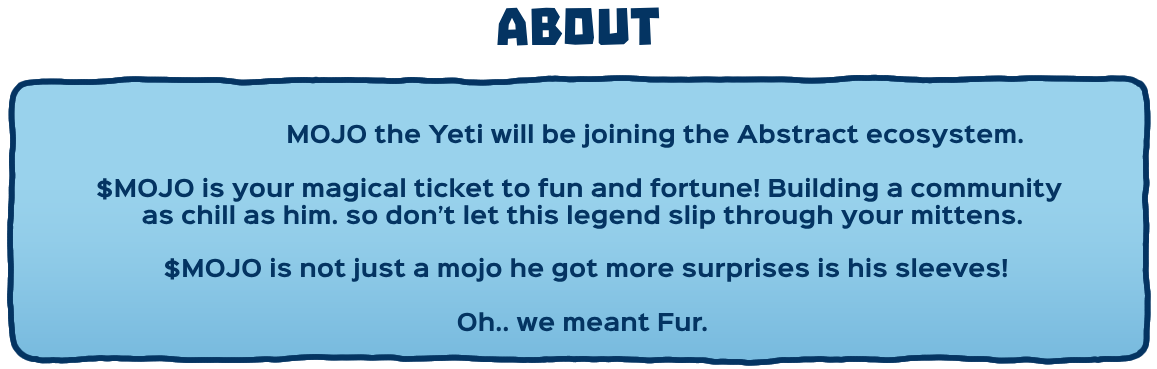 ABOUT
MOJO the Yeti will be joining the Abstract ecosystem.
$MOJO is your magical ticket to fun and fortune! Building a community
as chill as him. so don't let this legend slip through your mittens.
$MOJO is not just a mojo he got more surprises is his sleeves!
Oh.. we meant Fur.